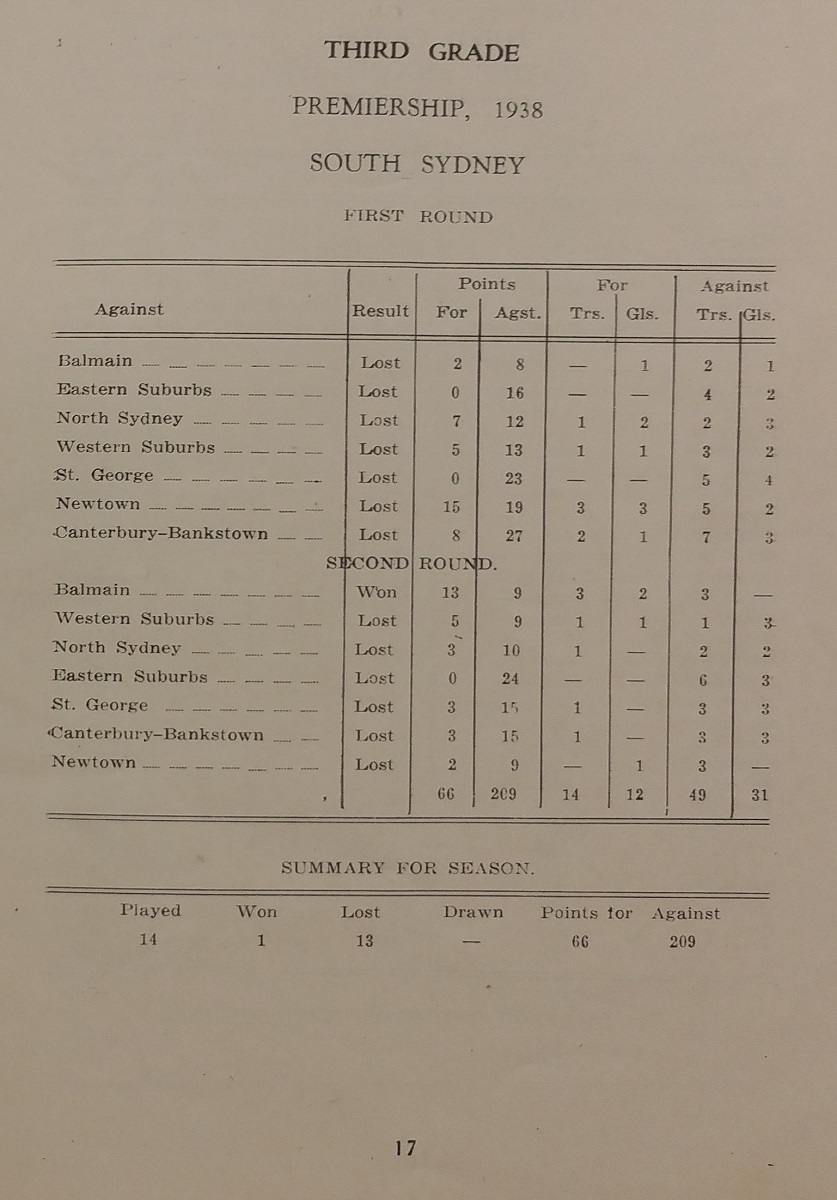 THIRD GRADE
PREMIERSHIP, 1938
SOUTH SYDNEY
FIRST ROUND
Points For Against
Against Result For Agst. Trs. Gls. Trs. Gls.
Balmain Lost 2 8 — 1 2 1
Eastern Suburbs Lost 0 16 — — 4 2
North Sydney Lost 7 12 1 2 2 3
Western Suburbs Lost 5 13 1 1 3 2
St. George Lost 0 23 — — 5 4
Newtown Lost 15 19 3 3 5 2
Canterbury-Bankstown Lost 8 27 2 1 7 3
SECOND ROUND.
Balmain Won 13 9 3 2 3 —
Western Suburbs Lost 5 9 1 1 1 3
North Sydney Lost 3 10 1 — 2 2
Eastern Suburbs Lost 0 24 — — 6 3
St. George Lost 3 15 1 — 3 3
Canterbury-Bankstown Lost 3 15 1 — 3 3
Newtown Lost 2 9 — 1 3 —
66 209 14 12 49 31
SUMMARY FOR SEASON.
Played Won Lost Drawn Points for Against
14 1 13 — 66 209
17